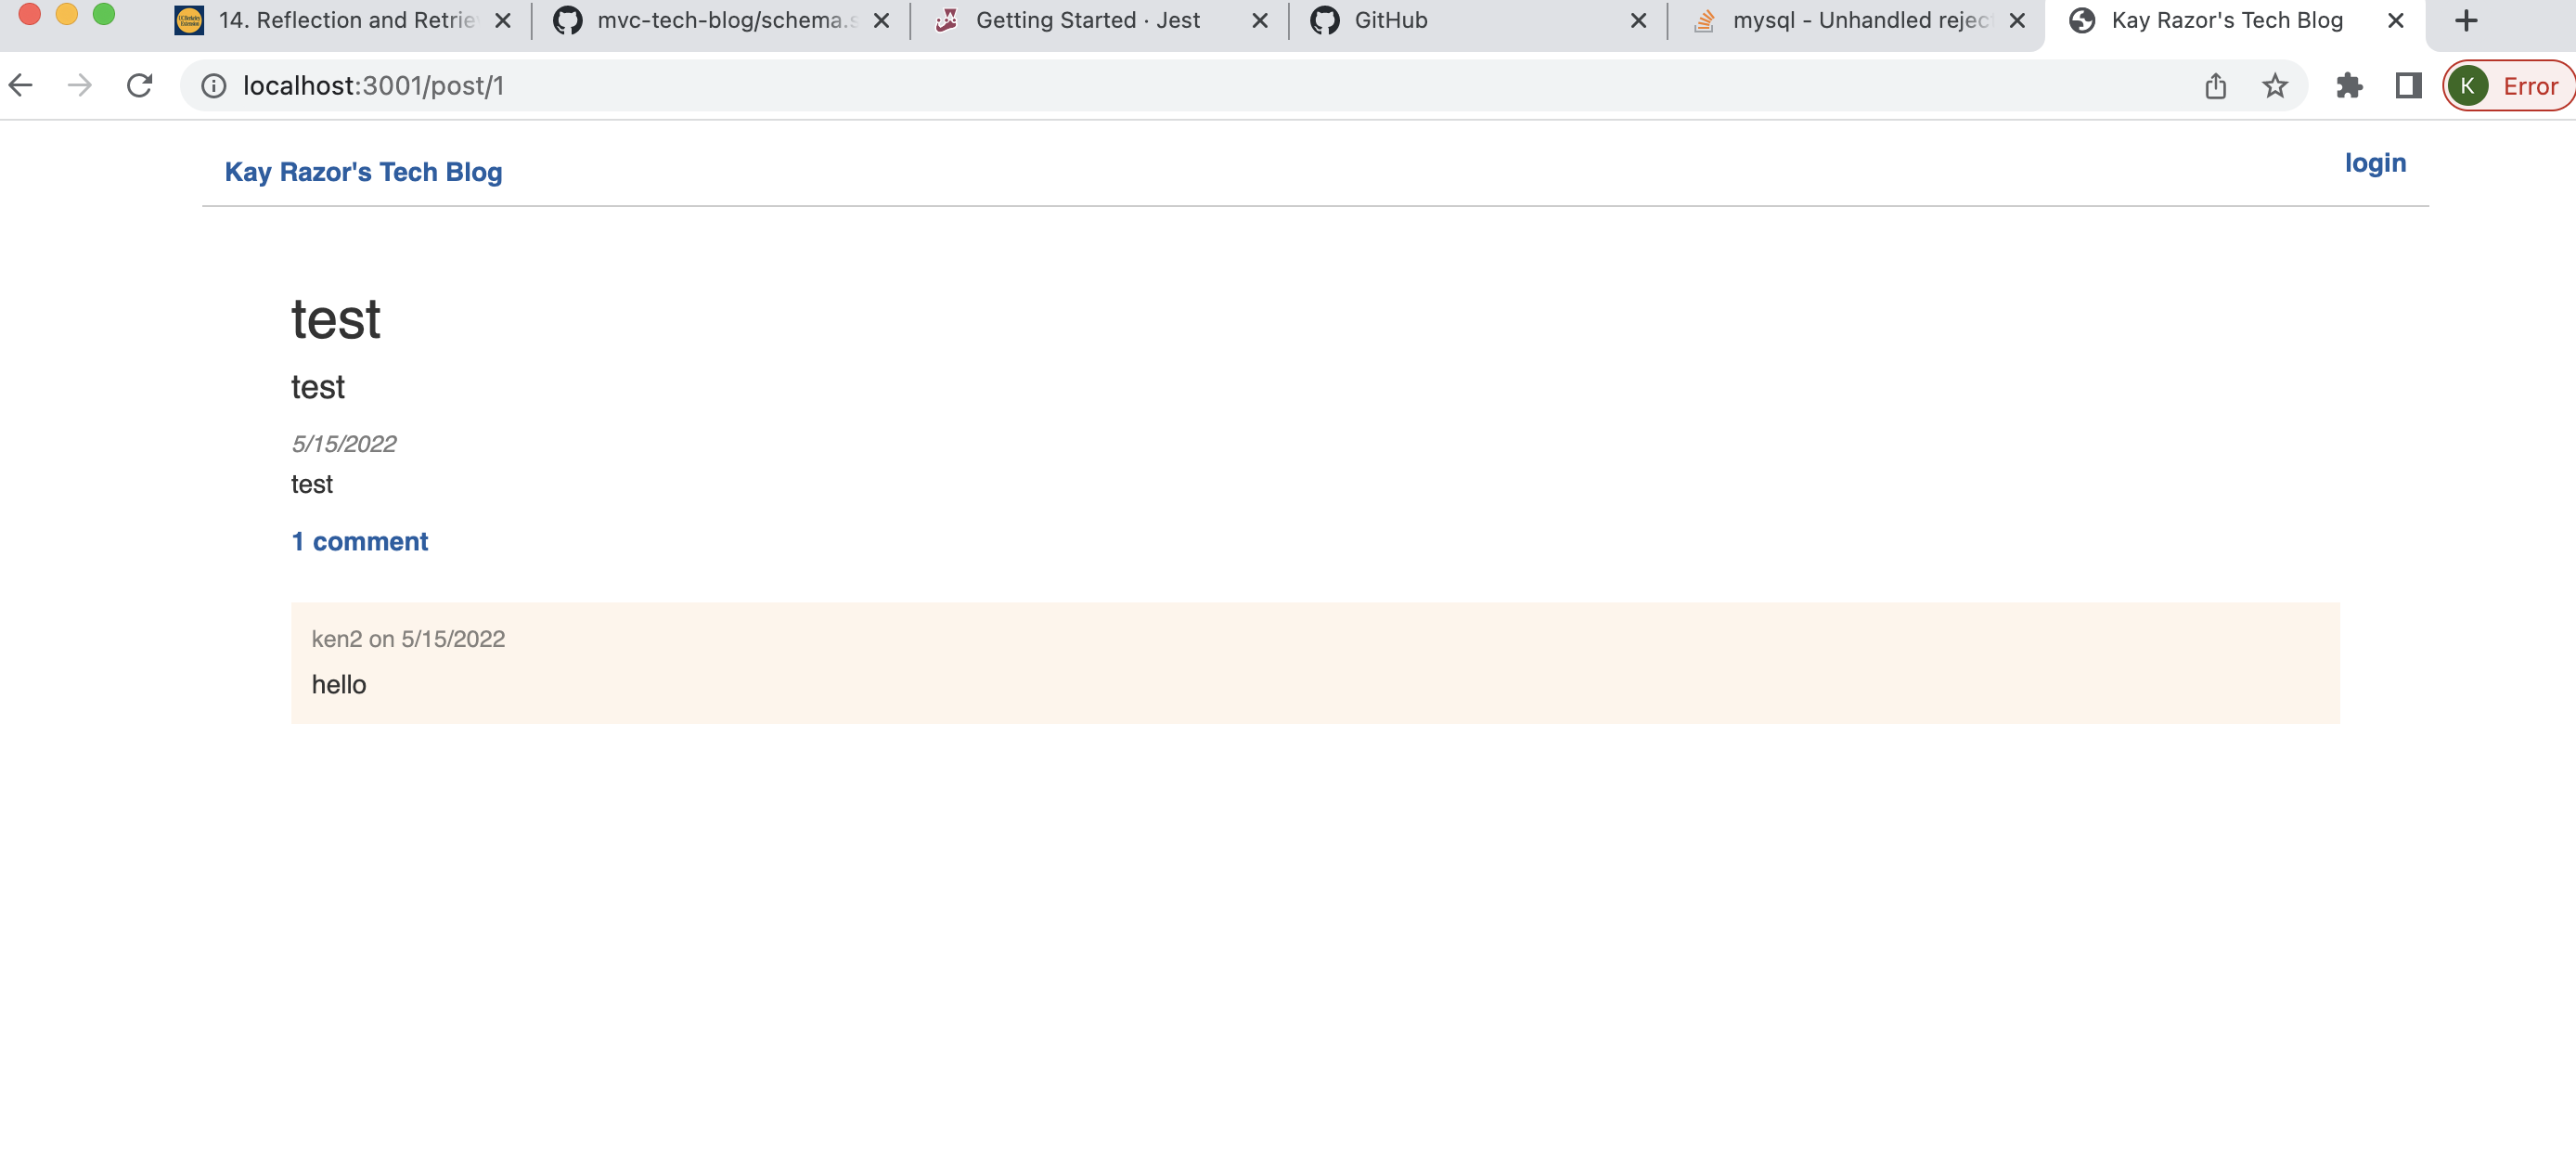 14. Reflection and Retrie
mvc-tech-blog/schema.s
Getting Started · Jest
GitHub
mysql - Unhandled reject
Kay Razor's Tech Blog
localhost:3001/post/1
K
Error
Kay Razor's Tech Blog
login
test
test
5/15/2022
test
1 comment
ken2 on 5/15/2022
hello